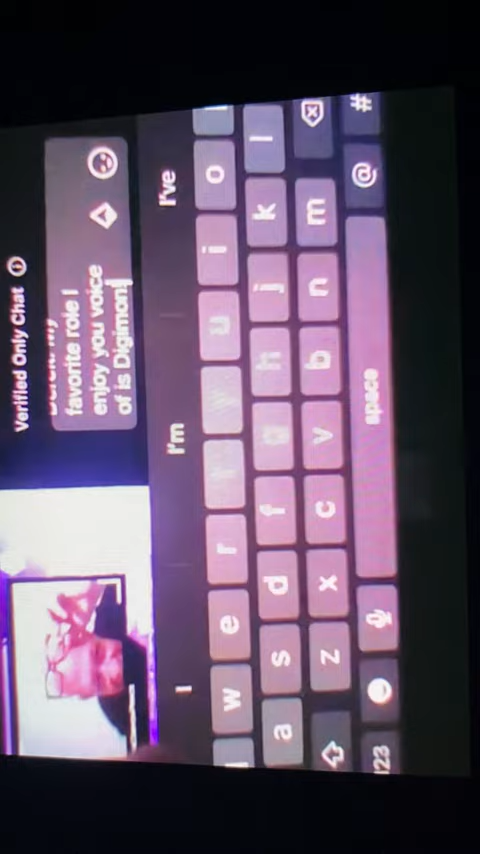 Verified Only Chat
favorite role I
enjoy you voice
of is Digimon
I I'm I've
w e r u i o
a s d f h j k l
z x c v b n m
123 space @ #